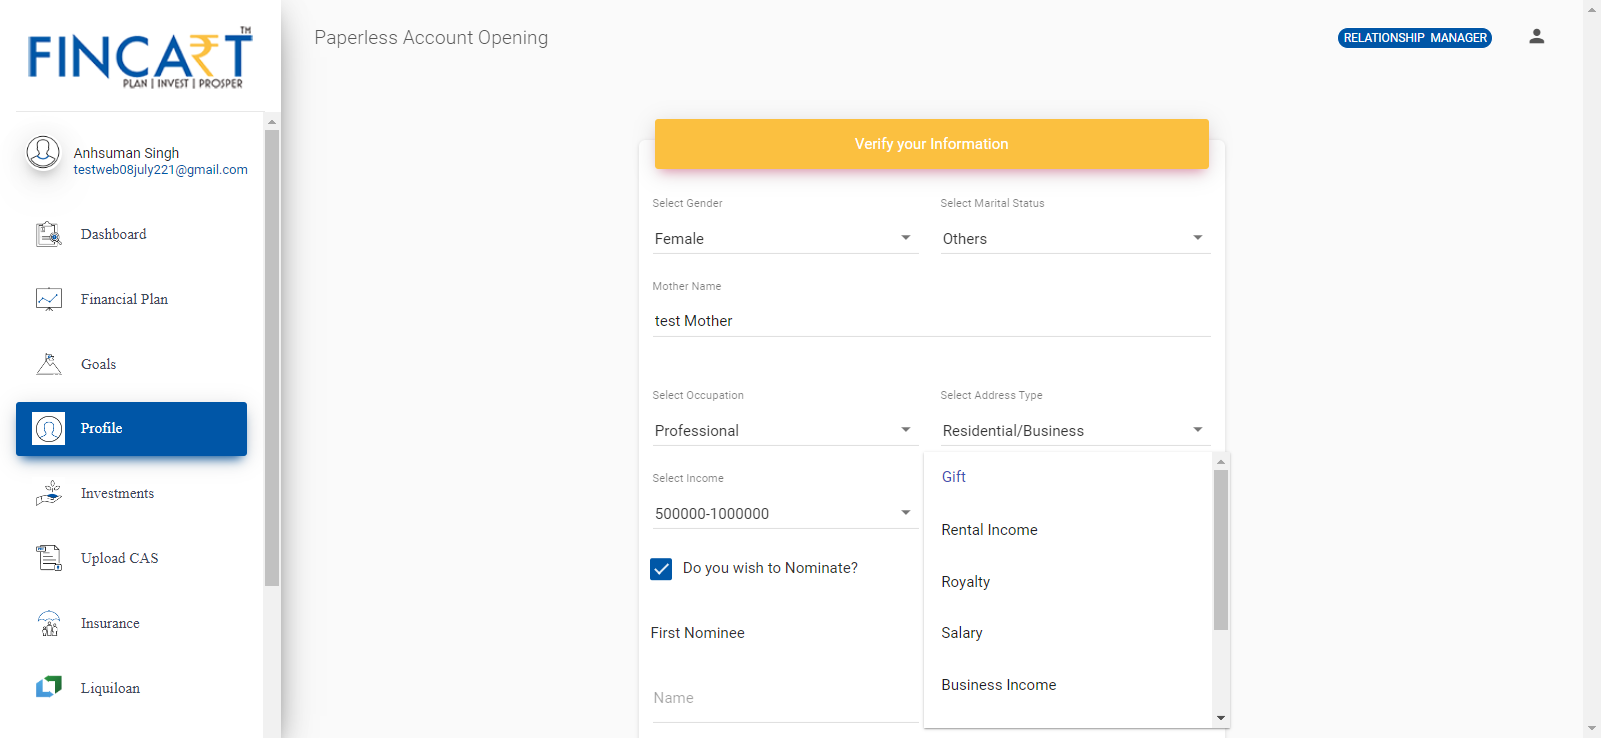 FINCART TM
PLAN | INVEST | PROSPER
Paperless Account Opening
RELATIONSHIP MANAGER
Anhsuman Singh
testweb08july221@gmail.com
Dashboard
Financial Plan
Goals
Profile
Investments
Upload CAS
Insurance
Liquiloan
Verify your Information
Select Gender
Female
Select Marital Status
Others
Mother Name
test Mother
Select Occupation
Professional
Select Address Type
Residential/Business
Select Income
500000-1000000
Gift
Rental Income
Royalty
Salary
Business Income
Do you wish to Nominate?
First Nominee
Name